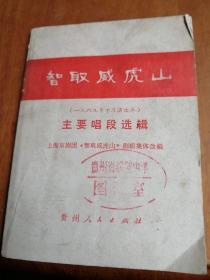 智取威虎山
(一九六九年十月演出本)
主要唱段选辑
上海京剧团《智取威虎山》剧组集体改编
图 室
贵州人民出版社